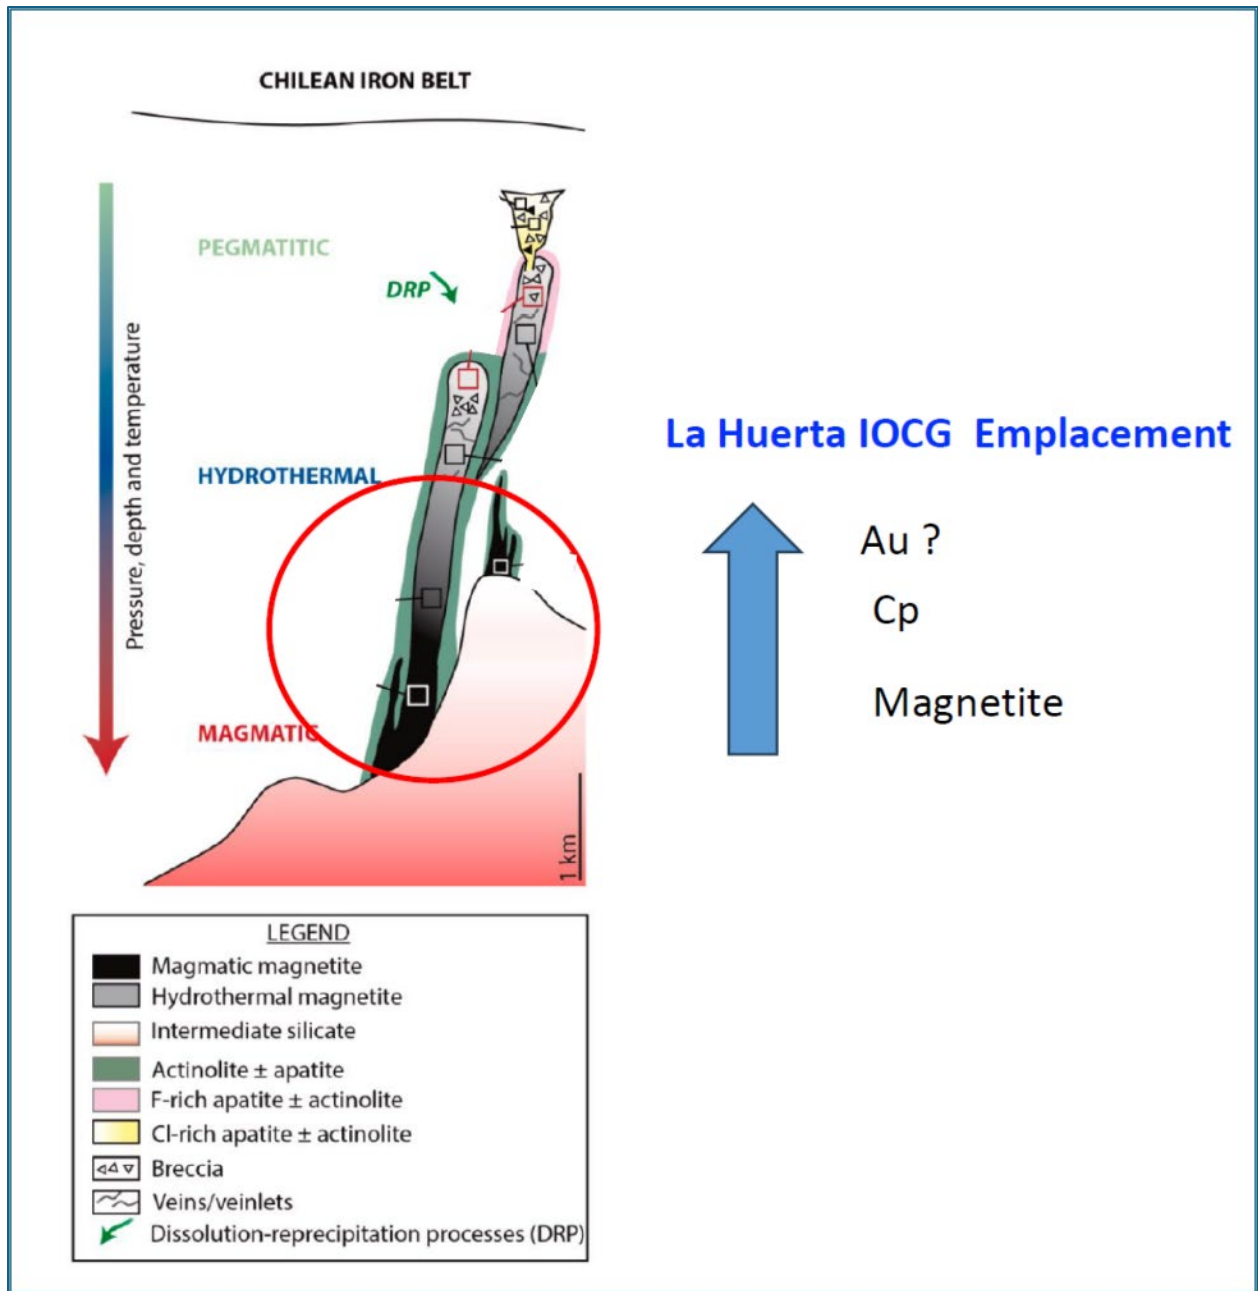 CHILEAN IRON BELT
PEGMATITIC
DRP
Pressure, depth and temperature
HYDROTHERMAL
MAGMATIC
1 km
La Huerta IOCG Emplacement
Au ?
Cp
Magnetite
LEGEND
Magmatic magnetite
Hydrothermal magnetite
Intermediate silicate
Actinolite ± apatite
F-rich apatite ± actinolite
Cl-rich apatite ± actinolite
Breccia
Veins/veinlets
Dissolution-reprecipitation processes (DRP)